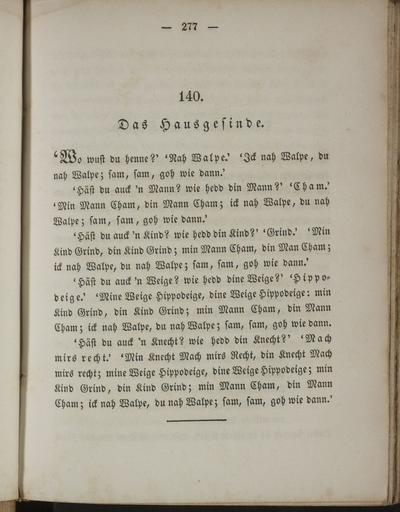 — 277 —
140.
Das Hausgesinde.
‘Wo wust du henne?’ ‘Nah Walpe.’ ‘Ick nah Walpe, du
nah Walpe; sam, sam, goh wie dann.’
‘Häst du auck 'n Mann? wie hedd din Mann?’ ‘Cham.’
‘Min Mann Cham, din Mann Cham; ick nah Walpe, du nah
Walpe; sam, sam, goh wie dann.’
‘Häst du auck 'n Kind? wie hedd din Kind?’ ‘Grind.’ ‘Min
Kind Grind, din Kind Grind; min Mann Cham, din Man Cham;
ick nah Walpe, du nah Walpe; sam, sam, goh wie dann.’
‘Häst du auck 'n Weige? wie hedd dine Weige?’ ‘Hippo-
deige.’ ‘Mine Weige Hippodeige, dine Weige Hippodeige: min
Kind Grind, din Kind Grind; min Mann Cham, din Mann
Cham; ick nah Walpe, du nah Walpe; sam, sam, goh wie dann.
‘Häst du auck 'n Knecht? wie hedd din Knecht?’ ‘Mach
mirs recht.’ ‘Min Knecht Mach mirs Recht, din Knecht Mach
mirs recht; mine Weige Hippodeige, dine Weige Hippodeige; min
Kind Grind, din Kind Grind; min Mann Cham, din Mann
Cham; ick nah Walpe, du nah Walpe; sam, sam, goh wie dann.’